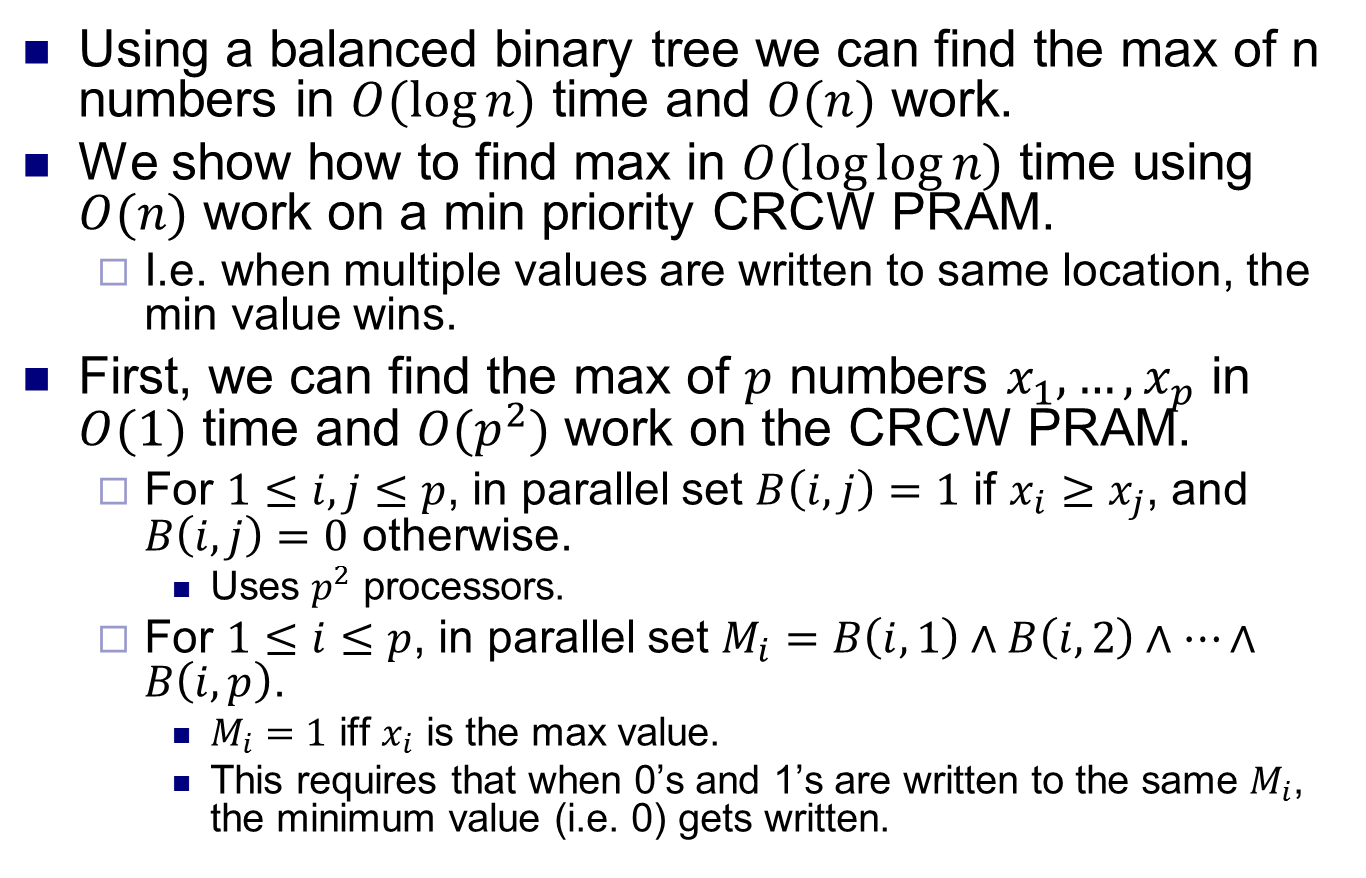 Using a balanced binary tree we can find the max of n
numbers in O(log n) time and O(n) work.
We show how to find max in O(log log n) time using
O(n) work on a min priority CRCW PRAM.
I.e. when multiple values are written to same location, the
min value wins.
First, we can find the max of p numbers x₁, …, xₚ in
O(1) time and O(p²) work on the CRCW PRAM.
For 1 ≤ i, j ≤ p, in parallel set B(i, j) = 1 if xᵢ ≥ xⱼ, and
B(i, j) = 0 otherwise.
Uses p² processors.
For 1 ≤ i ≤ p, in parallel set Mᵢ = B(i, 1) ∧ B(i, 2) ∧ ⋯ ∧
B(i, p).
Mᵢ = 1 iff xᵢ is the max value.
This requires that when 0’s and 1’s are written to the same Mᵢ,
the minimum value (i.e. 0) gets written.